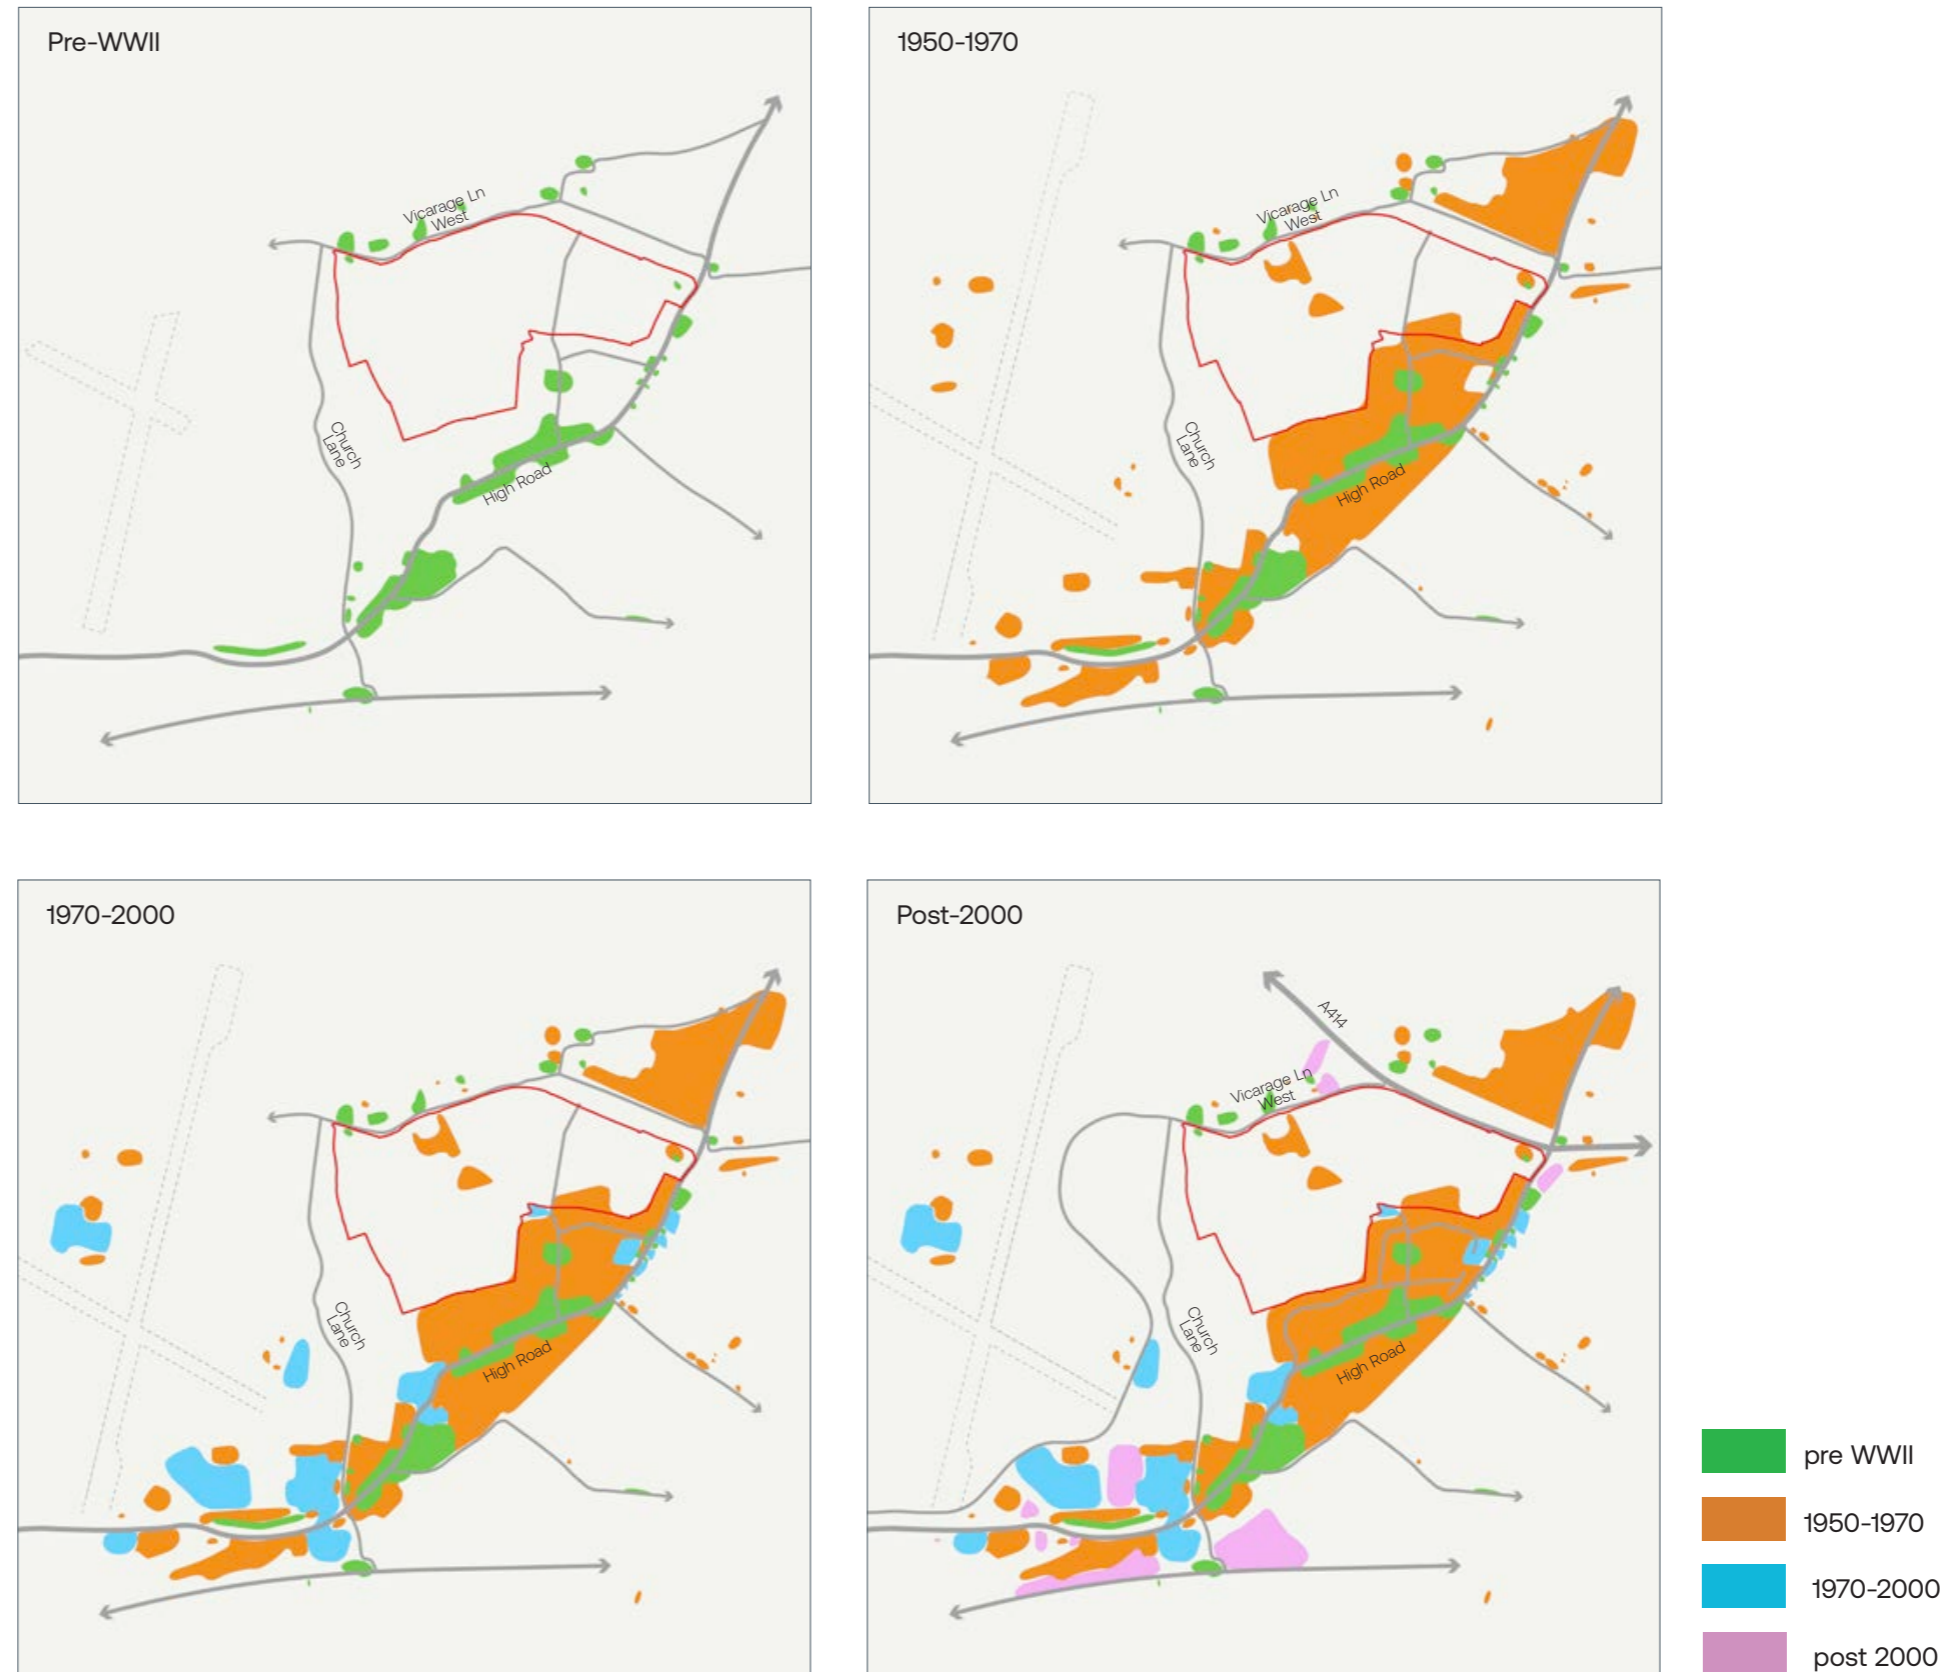 Pre-WWII
Vicarage Ln
West
Church
Lane
High Road
1950-1970
Vicarage Ln
West
Church
Lane
High Road
1970-2000
Church
Lane
High Road
Post-2000
A414
Vicarage Ln
West
Church
Lane
High Road
pre WWII
1950-1970
1970-2000
post 2000